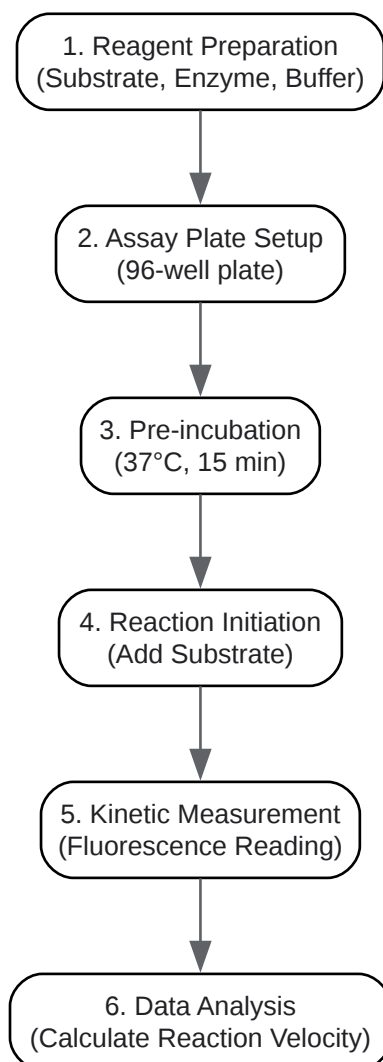 1. Reagent Preparation
(Substrate, Enzyme, Buffer)
2. Assay Plate Setup
(96-well plate)
3. Pre-incubation
(37°C, 15 min)
4. Reaction Initiation
(Add Substrate)
5. Kinetic Measurement
(Fluorescence Reading)
6. Data Analysis
(Calculate Reaction Velocity)